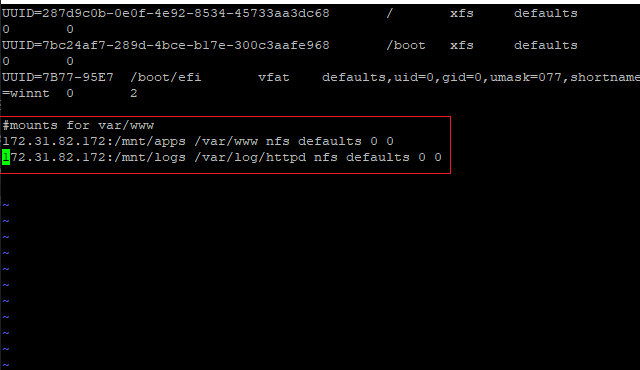 UUID=287d9c0b-0e0f-4e92-8534-45733aa3dc68 / xfs defaults
0 0
UUID=7bc24af7-289d-4bce-b17e-300c3aafe968 /boot xfs defaults
0 0
UUID=7B77-95E7 /boot/efi vfat defaults,uid=0,gid=0,umask=077,shortname
=winnt 0 2
#mounts for var/www
172.31.82.172:/mnt/apps /var/www nfs defaults 0 0
172.31.82.172:/mnt/logs /var/log/httpd nfs defaults 0 0
~
~
~
~
~
~
~
~
~
~
~